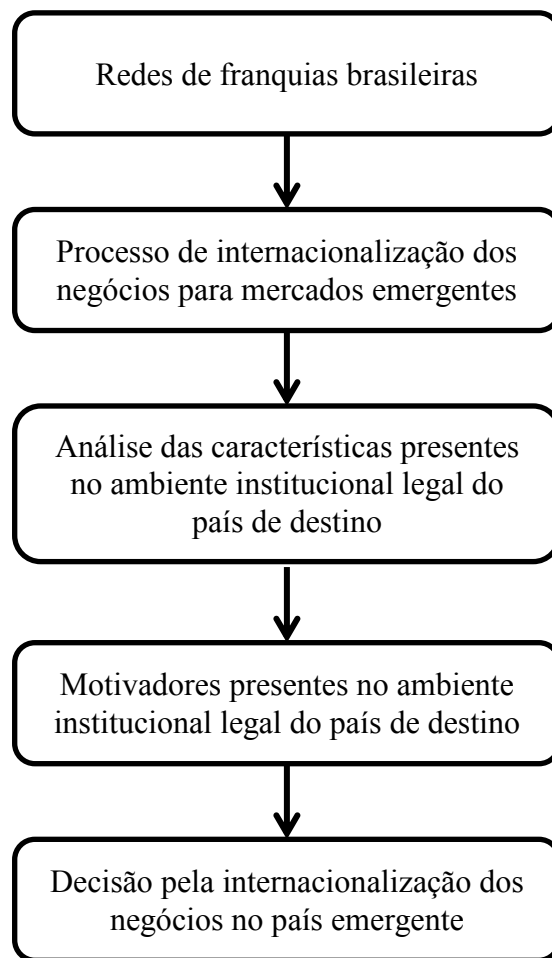 Redes de franquias brasileiras
Processo de internacionalização dos
negócios para mercados emergentes
Análise das características presentes
no ambiente institucional legal do
país de destino
Motivadores presentes no ambiente
institucional legal do país de destino
Decisão pela internacionalização dos
negócios no país emergente